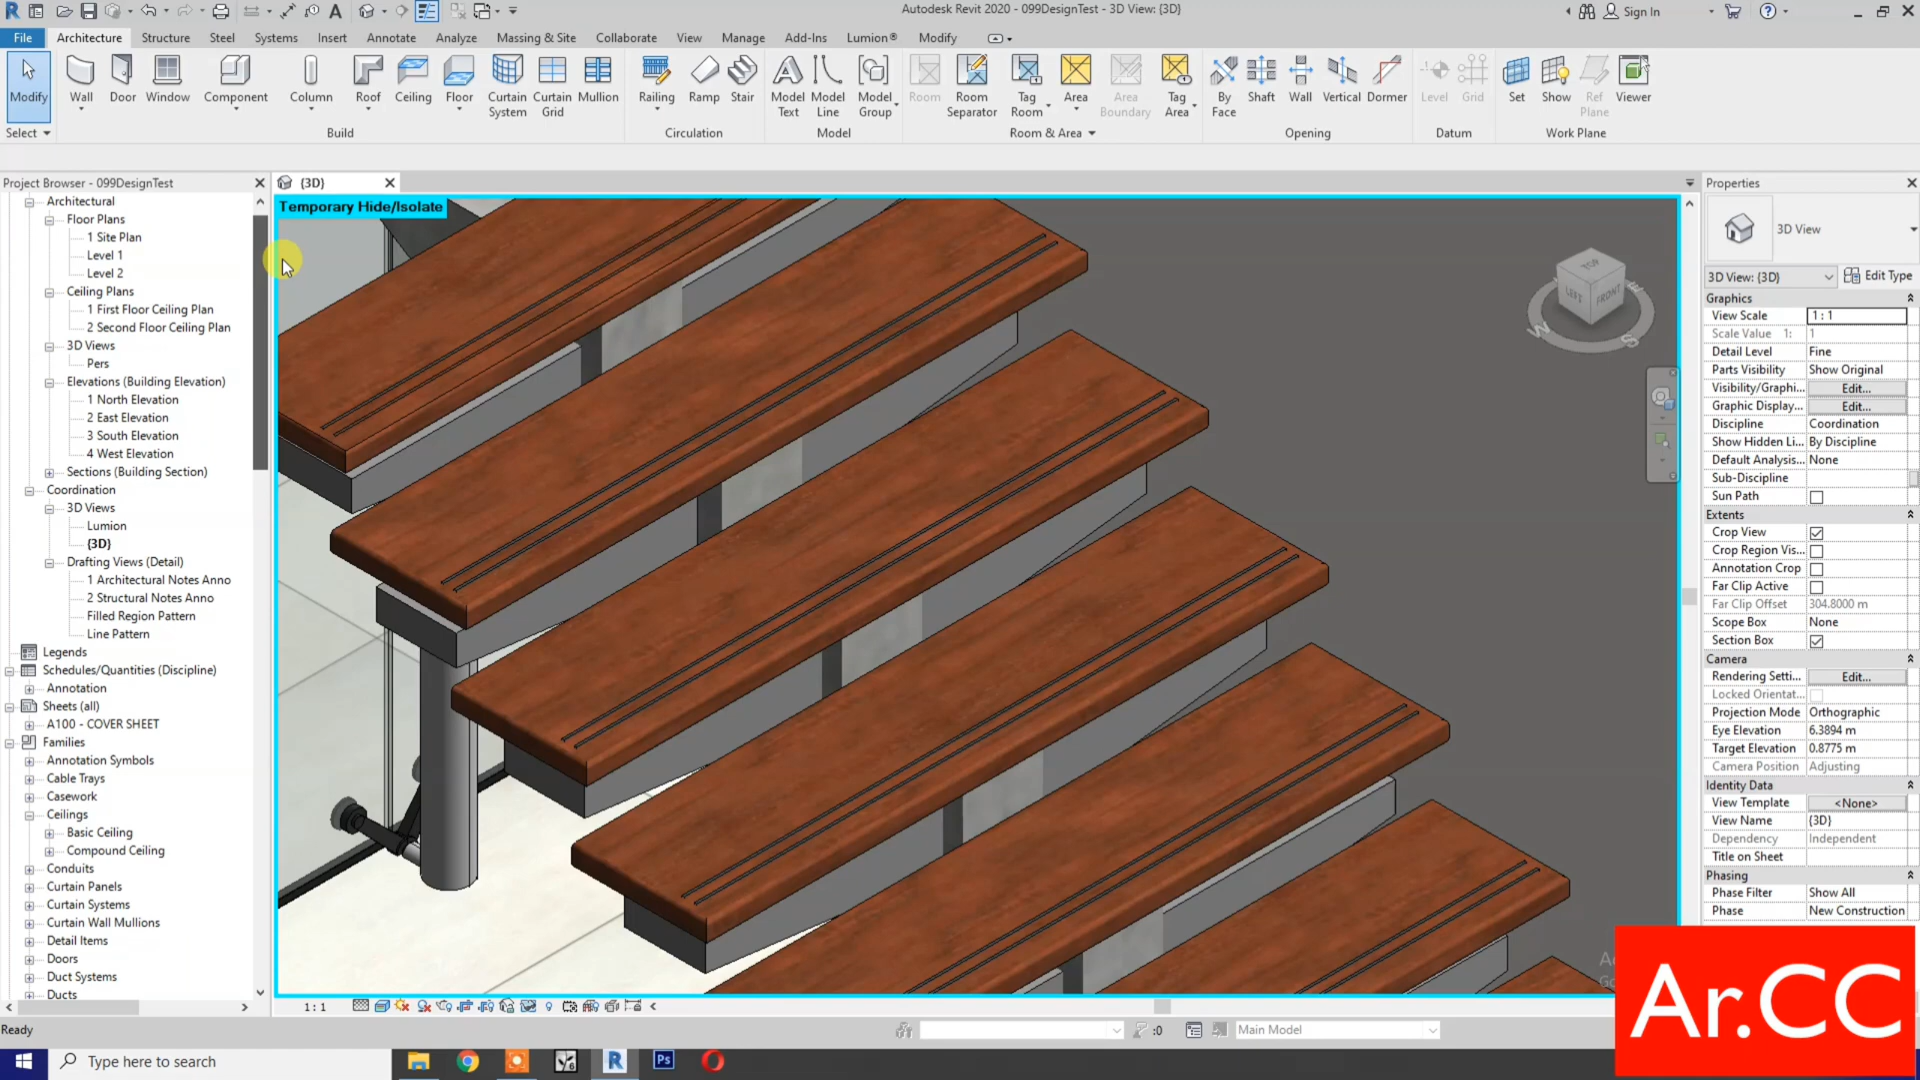 Autodesk Revit 2020 - 099DesignTest - 3D View: {3D}
Sign In
File Architecture Structure Steel Systems Insert Annotate Analyze Massing & Site Collaborate View Manage Add-Ins Lumion® Modify
Modify Wall Door Window Component Column Roof Ceiling Floor Curtain System Curtain Grid Mullion Railing Ramp Stair Model Text Model Line Model Group Room Room Separator Tag Room Area Area Boundary Tag Area By Face Shaft Wall Vertical Dormer Level Grid Set Show Ref Plane Viewer
Select Build Circulation Model Room & Area Opening Datum Work Plane
Project Browser - 099DesignTest
Architectural
Floor Plans
1 Site Plan
Level 1
Level 2
Ceiling Plans
1 First Floor Ceiling Plan
2 Second Floor Ceiling Plan
3D Views
Pers
Elevations (Building Elevation)
1 North Elevation
2 East Elevation
3 South Elevation
4 West Elevation
Sections (Building Section)
Coordination
3D Views
Lumion
{3D}
Drafting Views (Detail)
1 Architectural Notes Anno
2 Structural Notes Anno
Filled Region Pattern
Line Pattern
Legends
Schedules/Quantities (Discipline)
Annotation
Sheets (all)
A100 - COVER SHEET
Families
Annotation Symbols
Cable Trays
Casework
Ceilings
Basic Ceiling
Compound Ceiling
Conduits
Curtain Panels
Curtain Systems
Curtain Wall Mullions
Detail Items
Doors
Duct Systems
Ducts
{3D}
Temporary Hide/Isolate
TOP
LEFT
FRONT
W
S
1 : 1
Properties
3D View
3D View: {3D} Edit Type
Graphics
View Scale 1 : 1
Scale Value 1: 1
Detail Level Fine
Parts Visibility Show Original
Visibility/Graphi... Edit...
Graphic Display... Edit...
Discipline Coordination
Show Hidden Li... By Discipline
Default Analysis... None
Sub-Discipline
Sun Path
Extents
Crop View
Crop Region Vis...
Annotation Crop
Far Clip Active
Far Clip Offset 304.8000 m
Scope Box None
Section Box
Camera
Rendering Setti... Edit...
Locked Orientat...
Projection Mode Orthographic
Eye Elevation 6.3894 m
Target Elevation 0.8775 m
Camera Position Adjusting
Identity Data
View Template <None>
View Name {3D}
Dependency Independent
Title on Sheet
Phasing
Phase Filter Show All
Phase New Construction
Ar.CC
Ready
:0
Main Model
Type here to search
R
Ps